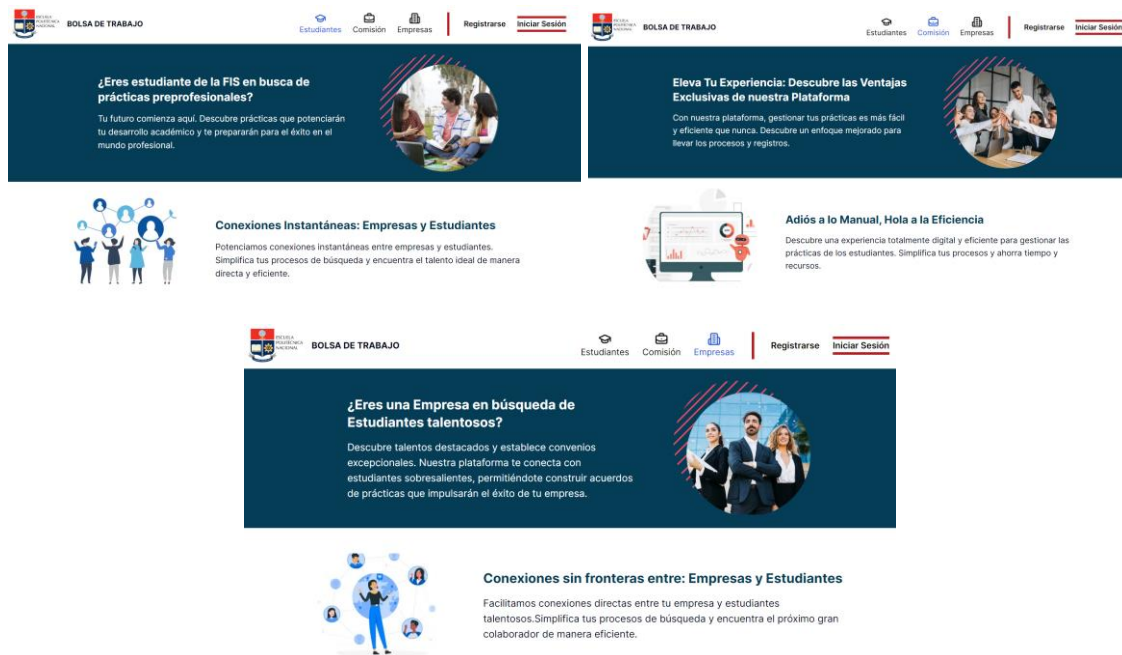 ESCUELA
POLITÉCNICA
NACIONAL
BOLSA DE TRABAJO
Estudiantes
Comisión
Empresas
Registrarse
Iniciar Sesión
¿Eres estudiante de la FIS en busca de
prácticas preprofesionales?
Tu futuro comienza aquí. Descubre prácticas que potenciarán
tu desarrollo académico y te prepararán para el éxito en el
mundo profesional.
Conexiones Instantáneas: Empresas y Estudiantes
Potenciamos conexiones instantáneas entre empresas y estudiantes.
Simplifica tus procesos de búsqueda y encuentra el talento ideal de manera
directa y eficiente.
ESCUELA
POLITÉCNICA
NACIONAL
BOLSA DE TRABAJO
Estudiantes
Comisión
Empresas
Registrarse
Iniciar Sesión
Eleva Tu Experiencia: Descubre las Ventajas
Exclusivas de nuestra Plataforma
Con nuestra plataforma, gestionar tus prácticas es más fácil
y eficiente que nunca. Descubre un enfoque mejorado para
llevar los procesos y registros.
Adiós a lo Manual, Hola a la Eficiencia
Descubre una experiencia totalmente digital y eficiente para gestionar las
prácticas de los estudiantes. Simplifica tus procesos y ahorra tiempo y
recursos.
ESCUELA
POLITÉCNICA
NACIONAL
BOLSA DE TRABAJO
Estudiantes
Comisión
Empresas
Registrarse
Iniciar Sesión
¿Eres una Empresa en búsqueda de
Estudiantes talentosos?
Descubre talentos destacados y establece convenios
excepcionales. Nuestra plataforma te conecta con
estudiantes sobresalientes, permitiéndote construir acuerdos
de prácticas que impulsarán el éxito de tu empresa.
Conexiones sin fronteras entre: Empresas y Estudiantes
Facilitamos conexiones directas entre tu empresa y estudiantes
talentosos.Simplifica tus procesos de búsqueda y encuentra el próximo gran
colaborador de manera eficiente.